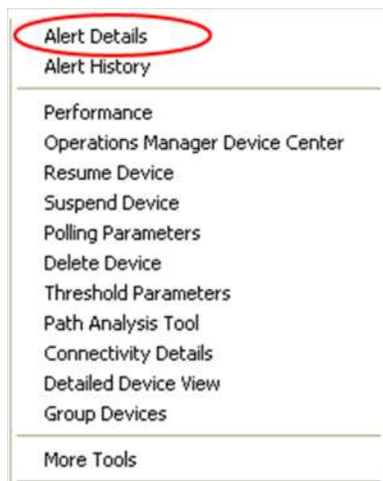 Alert Details
Alert History
Performance
Operations Manager Device Center
Resume Device
Suspend Device
Polling Parameters
Delete Device
Threshold Parameters
Path Analysis Tool
Connectivity Details
Detailed Device View
Group Devices
More Tools